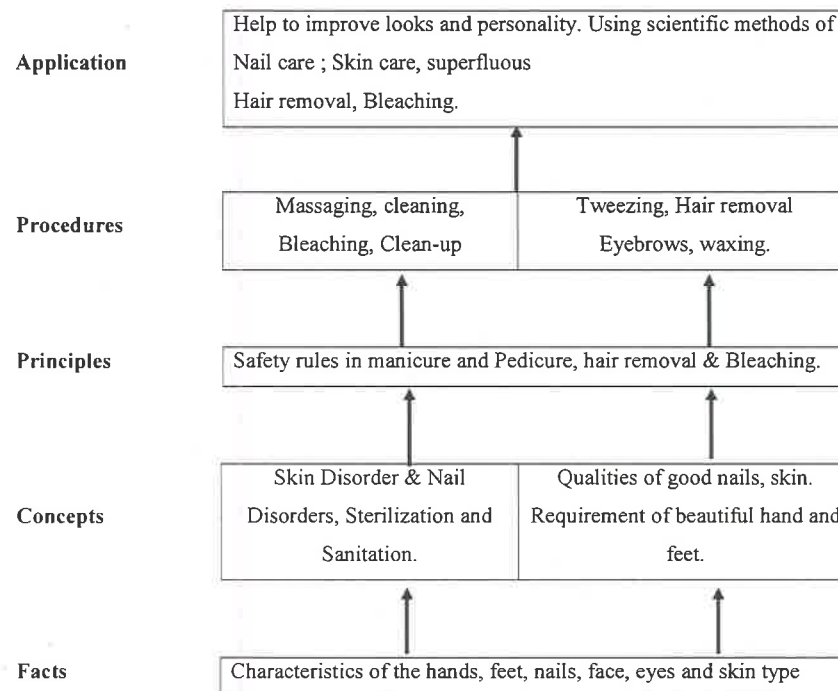 Application
Help to improve looks and personality. Using scientific methods of
Nail care ; Skin care, superfluous
Hair removal, Bleaching.
Procedures
Massaging, cleaning,
Bleaching, Clean-up
Tweezing, Hair removal
Eyebrows, waxing.
Principles
Safety rules in manicure and Pedicure, hair removal & Bleaching.
Concepts
Skin Disorder & Nail
Disorders, Sterilization and
Sanitation.
Qualities of good nails, skin.
Requirement of beautiful hand and
feet.
Facts
Characteristics of the hands, feet, nails, face, eyes and skin type